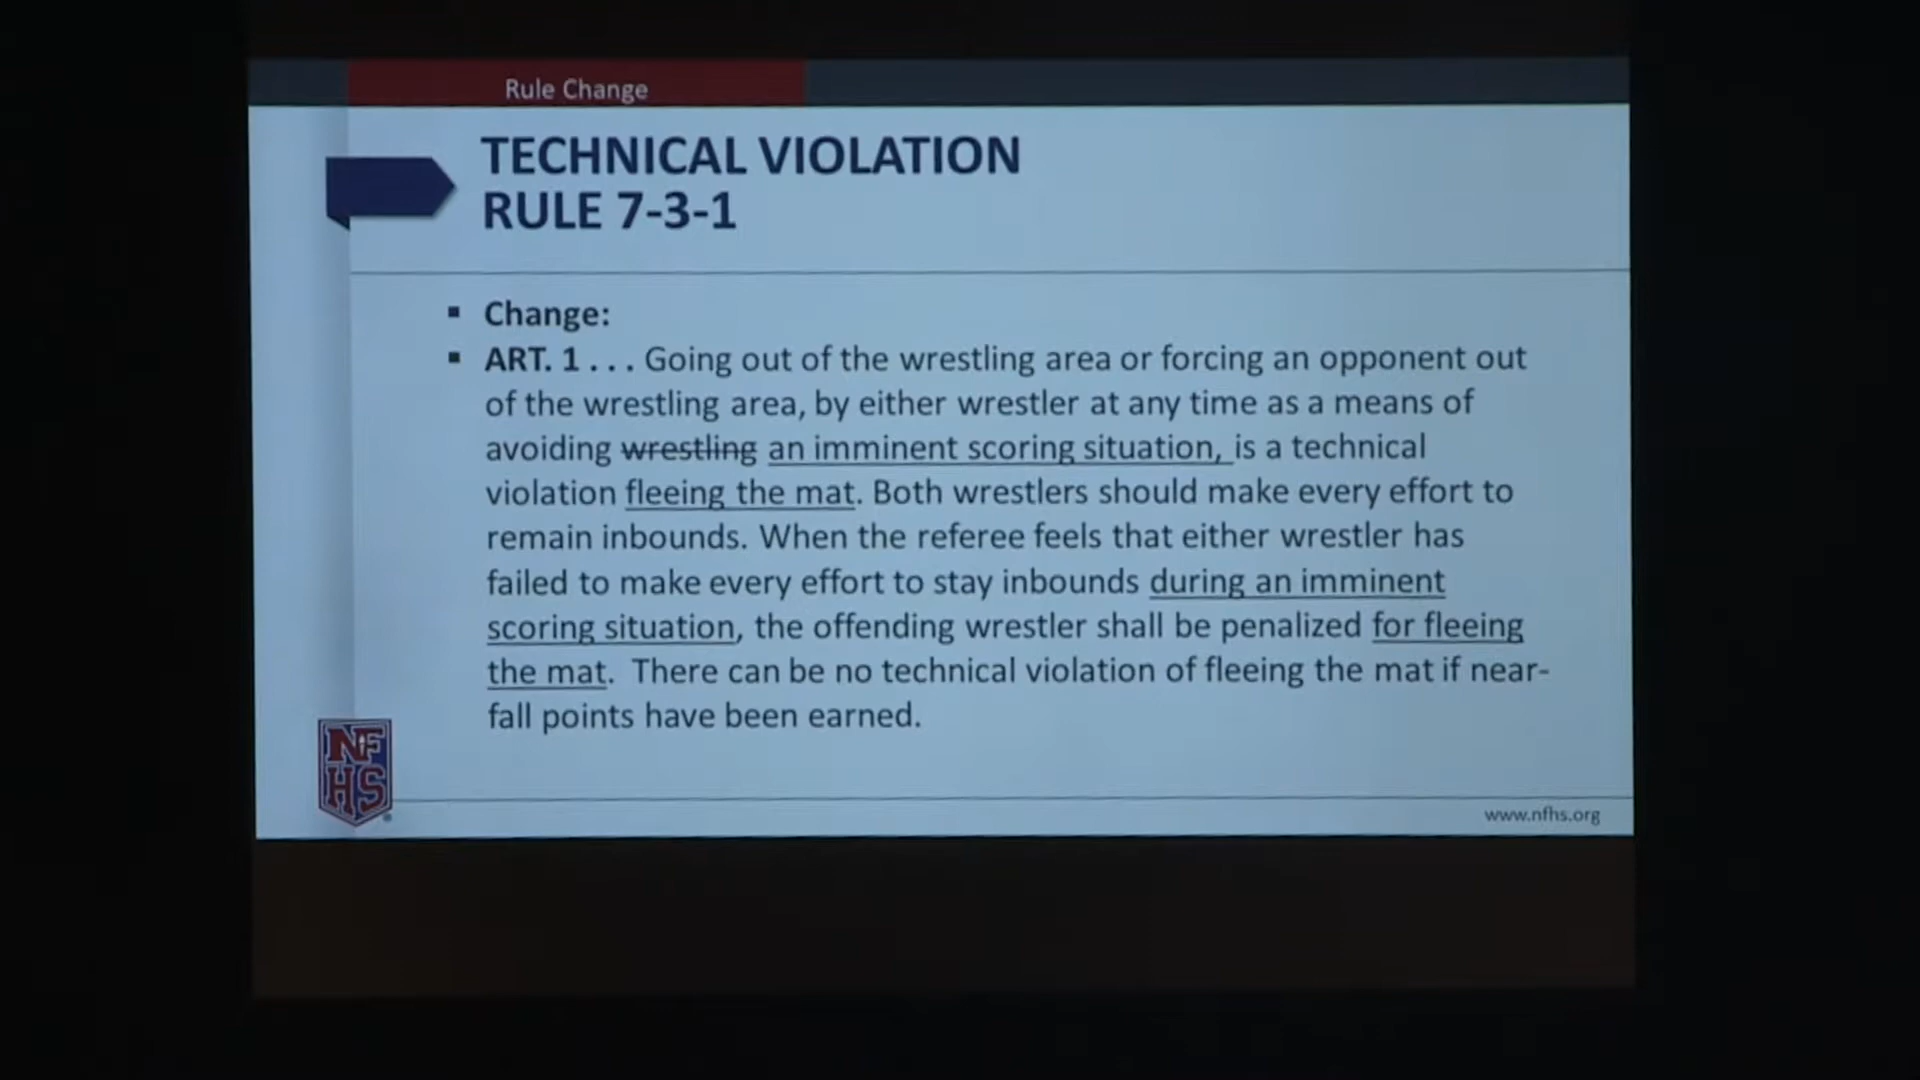 Rule Change
TECHNICAL VIOLATION
RULE 7-3-1
▪ Change:
▪ ART. 1 . . . Going out of the wrestling area or forcing an opponent out
of the wrestling area, by either wrestler at any time as a means of
avoiding wrestling an imminent scoring situation, is a technical
violation fleeing the mat. Both wrestlers should make every effort to
remain inbounds. When the referee feels that either wrestler has
failed to make every effort to stay inbounds during an imminent
scoring situation, the offending wrestler shall be penalized for fleeing
the mat. There can be no technical violation of fleeing the mat if near-
fall points have been earned.
NF
HS
®
www.nfhs.org